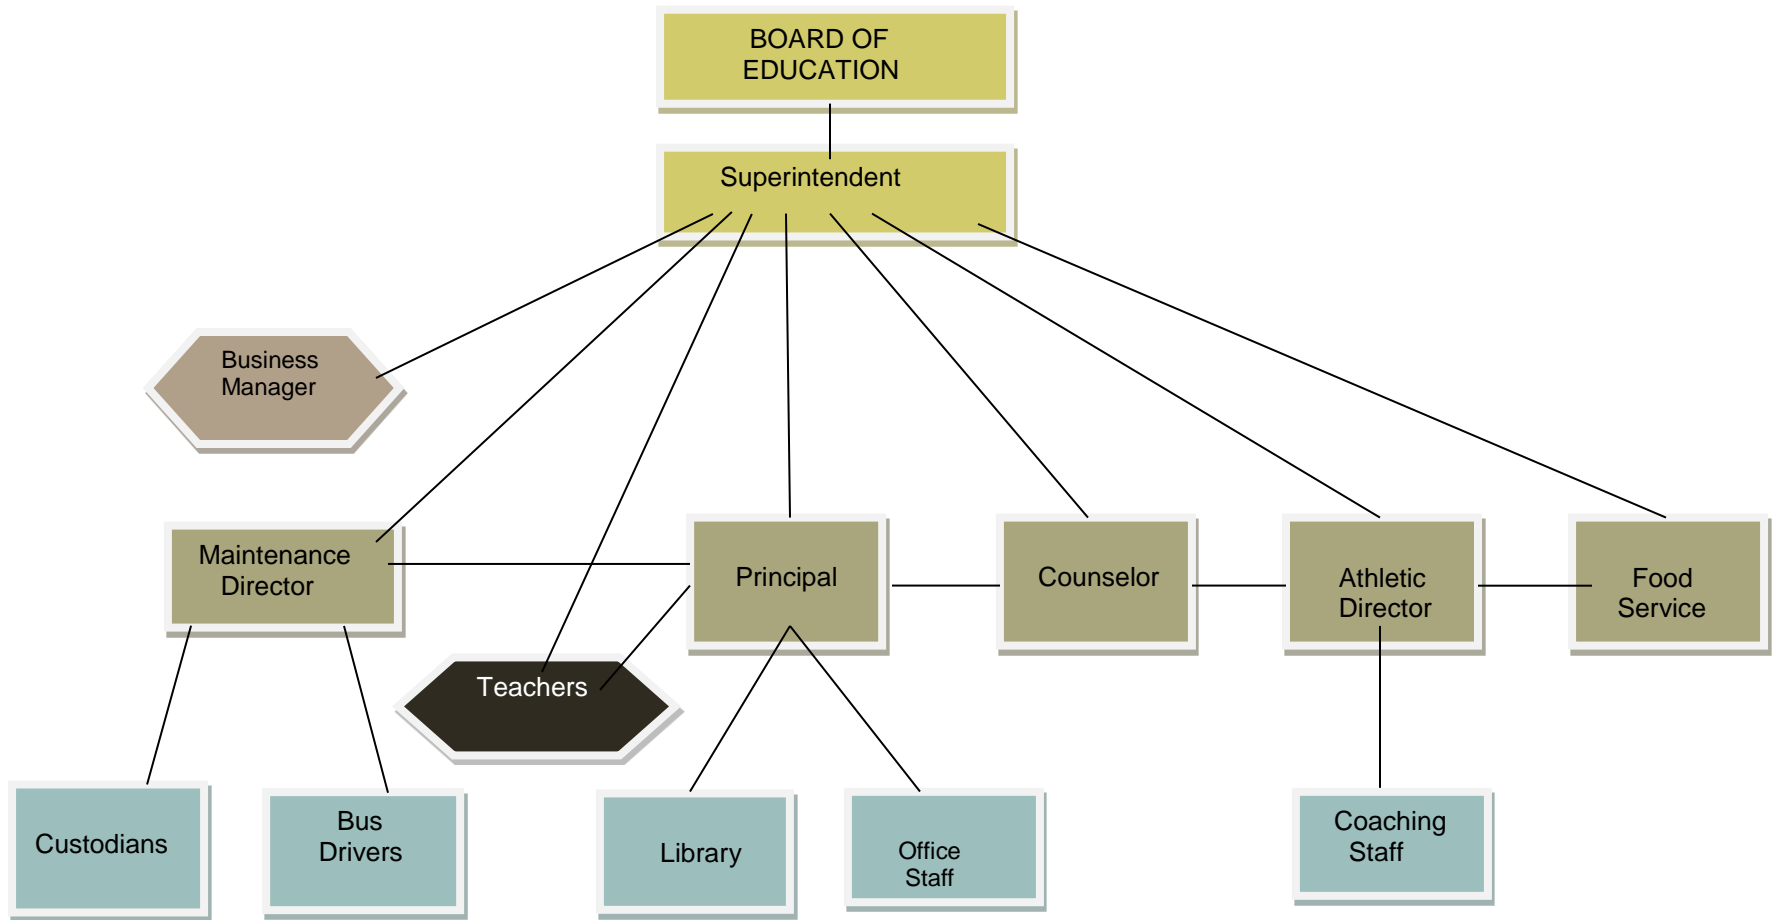 BOARD OF
EDUCATION
Superintendent
Business
Manager
Maintenance
Director
Principal
Counselor
Athletic
Director
Food
Service
Teachers
Custodians
Bus
Drivers
Library
Office
Staff
Coaching
Staff